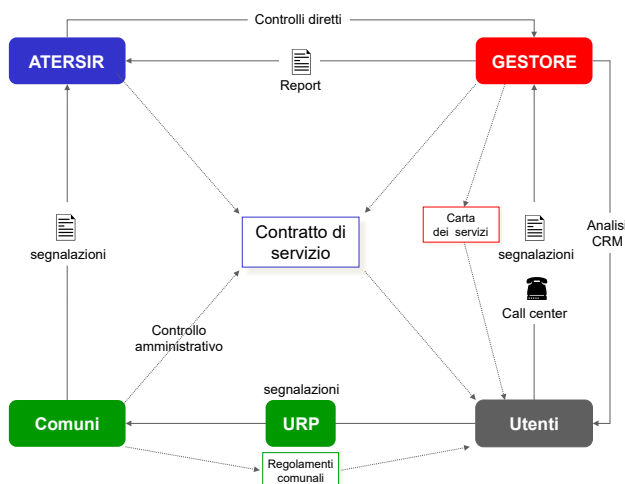 Controlli diretti
ATERSIR
GESTORE
Report
Carta
dei servizi
segnalazioni
segnalazioni
Analisi
CRM
Contratto di
servizio
Call center
Controllo
amministrativo
segnalazioni
Comuni
URP
Utenti
Regolamenti
comunali